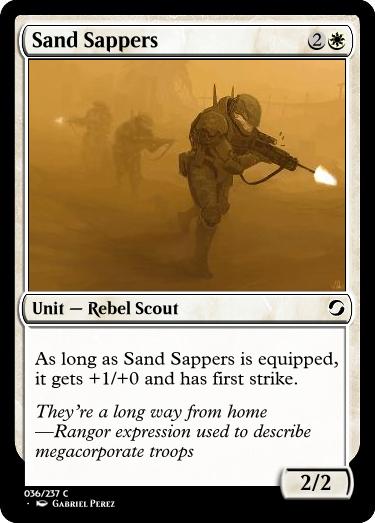 Sand Sappers 2
Unit — Rebel Scout
As long as Sand Sappers is equipped,
it gets +1/+0 and has first strike.
They're a long way from home
—Rangor expression used to describe
megacorporate troops
2/2
036/237 C
· Gabriel Perez